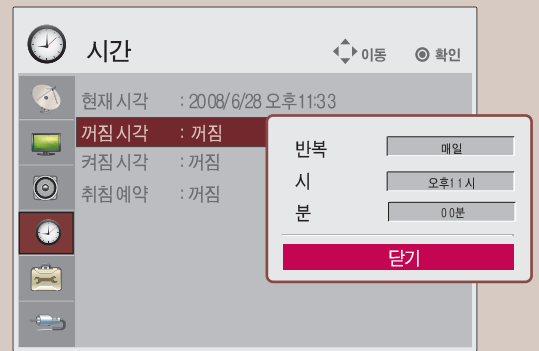 시간 이동 확인
현재 시각 : 2008/6/28 오후11:33
꺼짐 시각 : 꺼짐
켜짐 시각 : 꺼짐
취침 예약 : 꺼짐
반복 매일
시 오후11시
분 00분
닫기